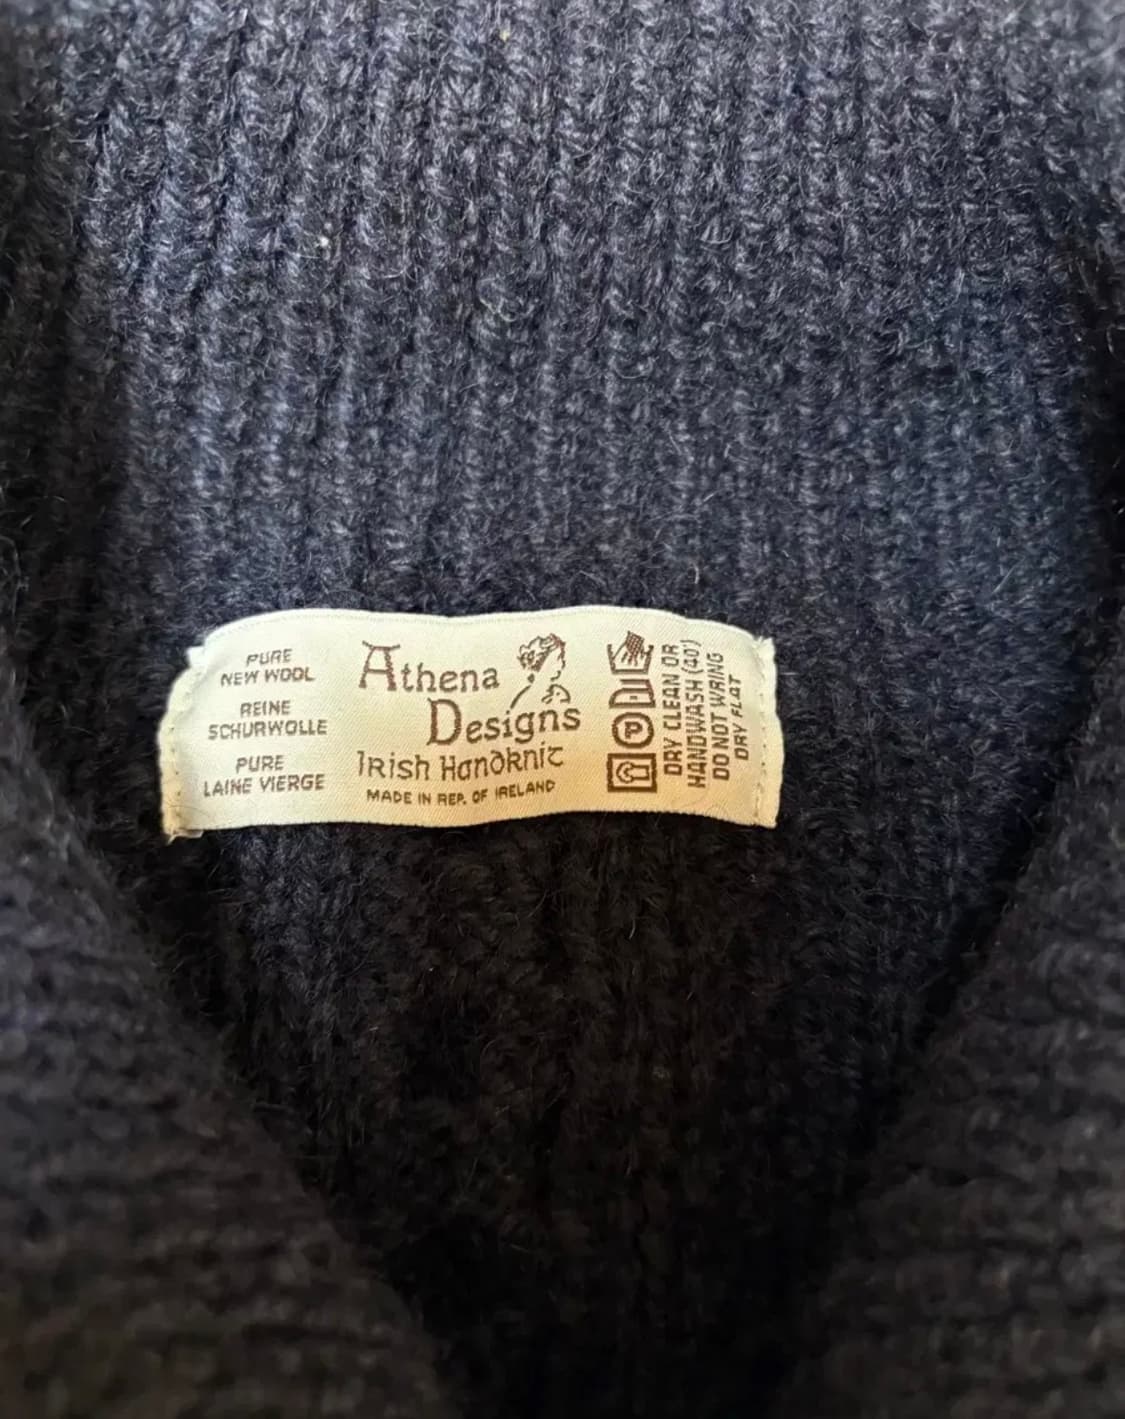 PURE
NEW WOOL
REINE
SCHURWOLLE
PURE
LAINE VIERGE
Athena
Designs
Irish Handknit
MADE IN REP. OF IRELAND
P
DRY CLEAN OR
HANDWASH (40°)
DO NOT WRING
DRY FLAT